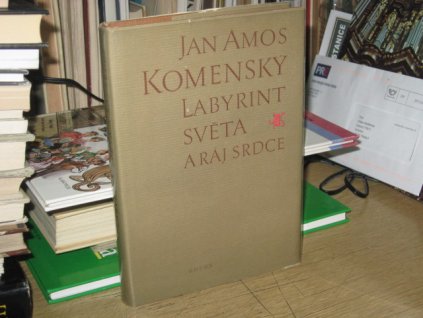 JAN AMOS
KOMENSKÝ
LABYRINT
SVĚTA
A RÁJ SRDCE